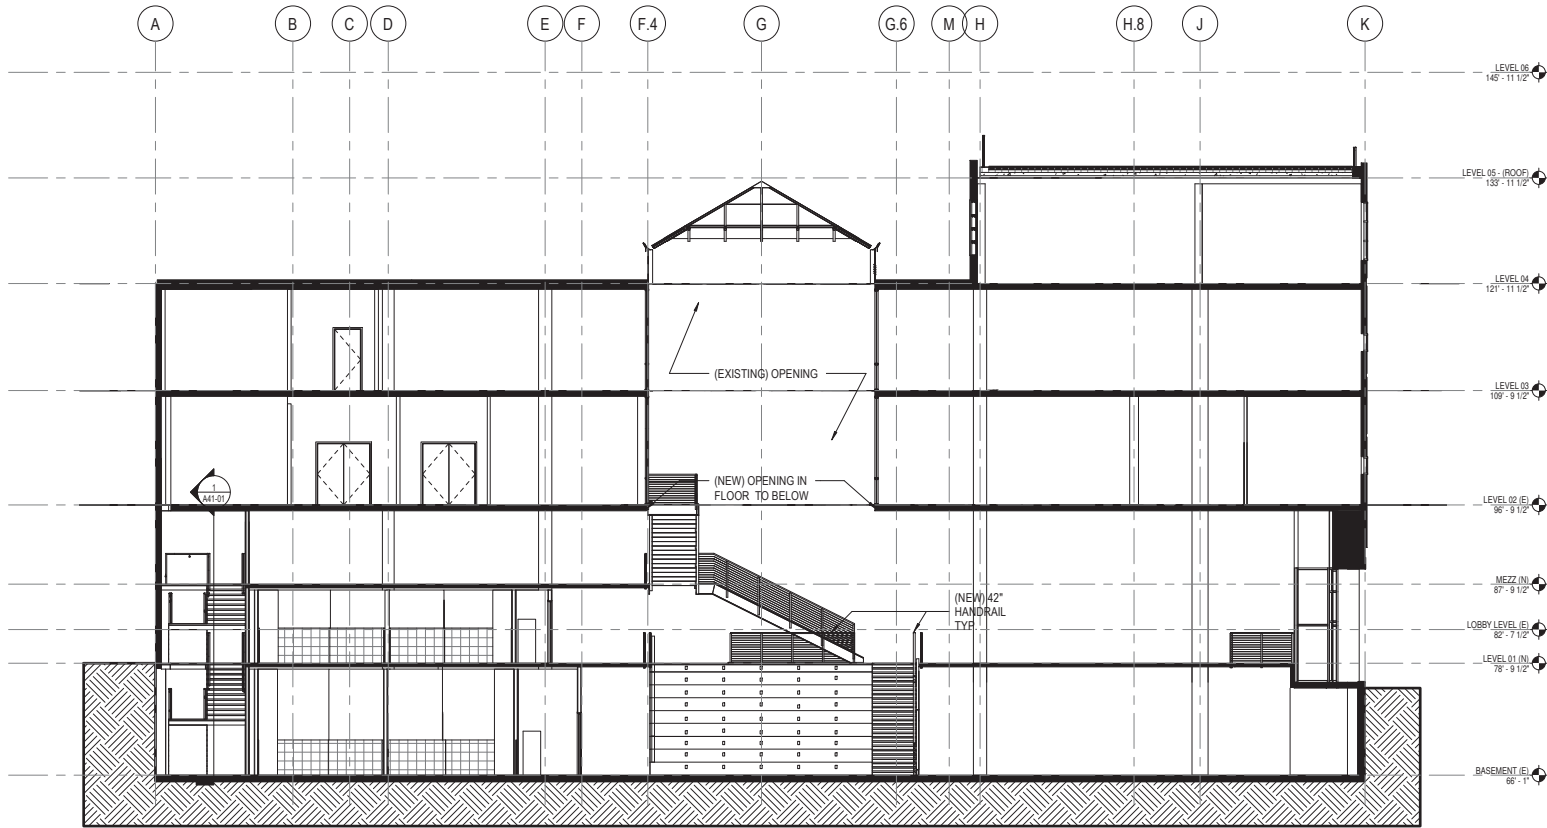 A B C D E F F.4 G G.6 M H H.8 J K
LEVEL 06
145' - 11 1/2"
LEVEL 05 - (ROOF)
133' - 11 1/2"
LEVEL 04
121' - 11 1/2"
(EXISTING) OPENING
LEVEL 03
109' - 9 1/2"
1
A41-01
(NEW) OPENING IN
FLOOR TO BELOW
LEVEL 02 (E)
96' - 9 1/2"
MEZZ (N)
87' - 9 1/2"
(NEW) 42"
HANDRAIL
TYP.
LOBBY LEVEL (E)
82' - 7 1/2"
LEVEL 01 (N)
78' - 9 1/2"
BASEMENT (E)
66' - 1"